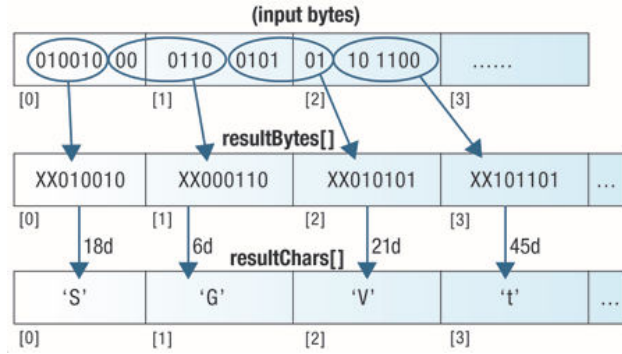 (input bytes)
010010 00 0110 0101 01 10 1100 ......
[0] [1] [2] [3]
resultBytes[]
XX010010 XX000110 XX010101 XX101101 ...
[0] [1] [2] [3]
18d 6d 21d 45d
resultChars[]
‘S’ ‘G’ ‘V’ ‘t’ ...
[0] [1] [2] [3]